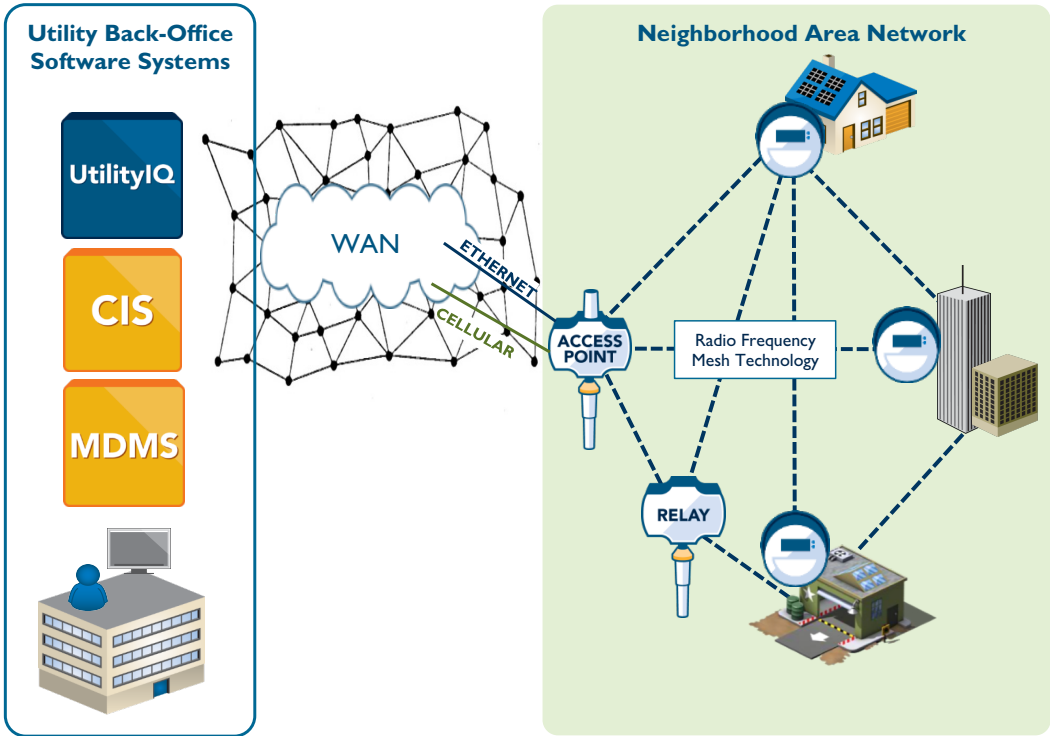 Utility Back-Office
Software Systems
UtilityIQ
CIS
MDMS
WAN
ETHERNET
CELLULAR
Neighborhood Area Network
ACCESS
POINT
Radio Frequency
Mesh Technology
RELAY